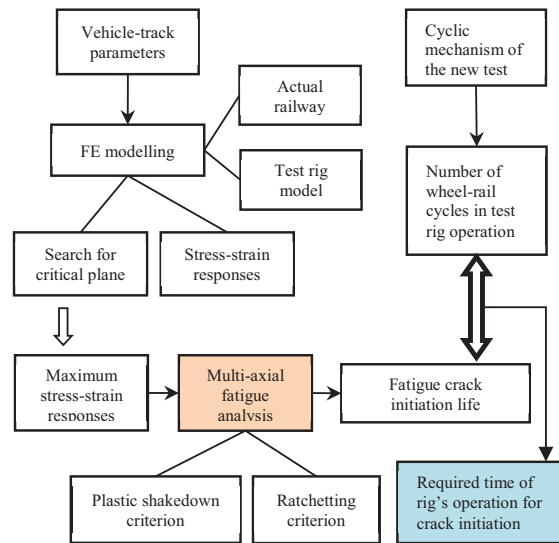 Vehicle-track
parameters
Cyclic
mechanism of
the new test
Actual
railway
FE modelling
Test rig
model
Number of
wheel-rail
cycles in test
rig operation
Search for
critical plane
Stress-strain
responses
Maximum
stress-strain
responses
Multi-axial
fatigue
analysis
Fatigue crack
initiation life
Plastic shakedown
criterion
Ratchetting
criterion
Required time of
rig's operation for
crack initiation